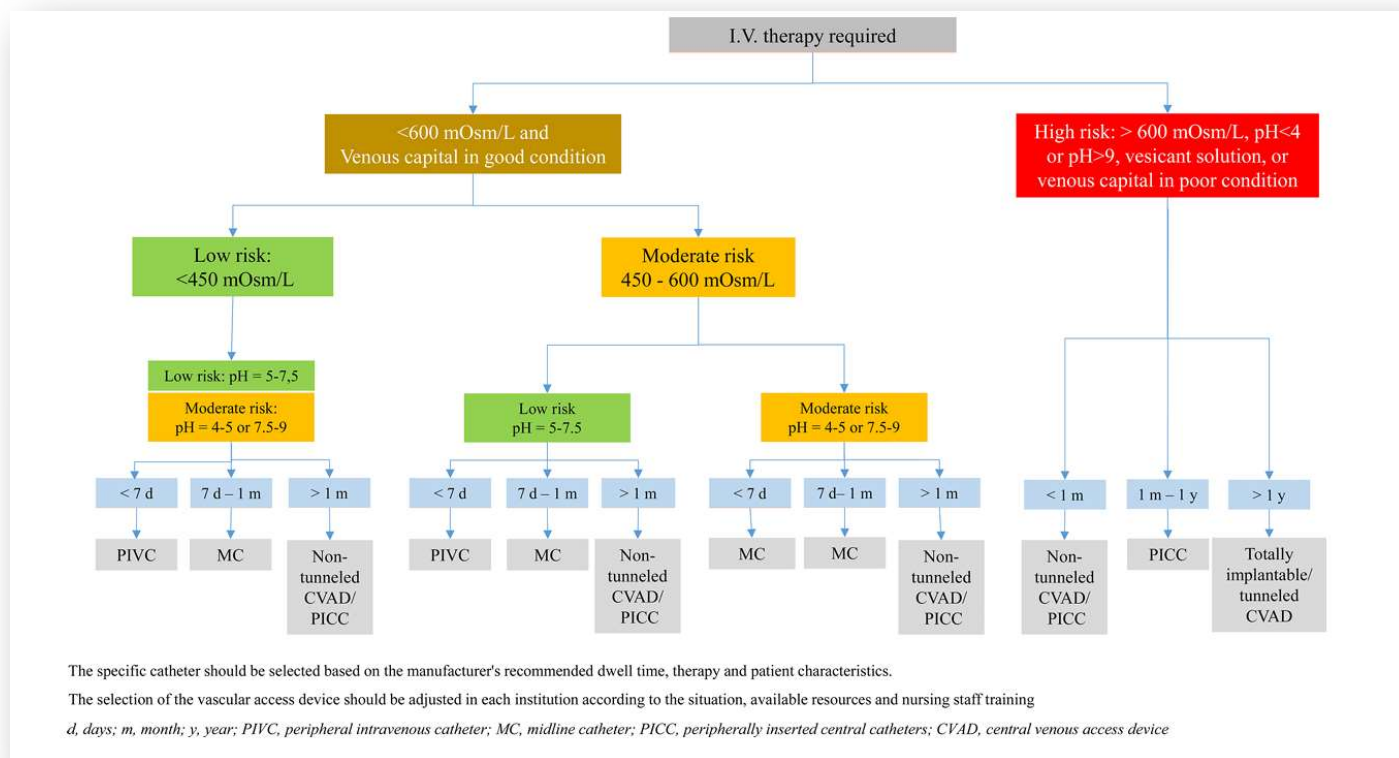 I.V. therapy required
<600 mOsm/L and
Venous capital in good condition
High risk: > 600 mOsm/L, pH<4
or pH>9, vesicant solution, or
venous capital in poor condition
Low risk:
<450 mOsm/L
Moderate risk
450 - 600 mOsm/L
Low risk: pH = 5-7,5
Moderate risk:
pH = 4-5 or 7.5-9
Low risk
pH = 5-7.5
Moderate risk
pH = 4-5 or 7.5-9
< 7 d
7 d – 1 m
> 1 m
< 7 d
7 d – 1 m
> 1 m
< 7 d
7 d– 1 m
> 1 m
< 1 m
1 m – 1 y
> 1 y
PIVC
MC
Non-
tunneled
CVAD/
PICC
PIVC
MC
Non-
tunneled
CVAD/
PICC
MC
MC
Non-
tunneled
CVAD/
PICC
Non-
tunneled
CVAD/
PICC
PICC
Totally
implantable/
tunneled
CVAD
The specific catheter should be selected based on the manufacturer's recommended dwell time, therapy and patient characteristics.
The selection of the vascular access device should be adjusted in each institution according to the situation, available resources and nursing staff training
d, days; m, month; y, year; PIVC, peripheral intravenous catheter; MC, midline catheter; PICC, peripherally inserted central catheters; CVAD, central venous access device